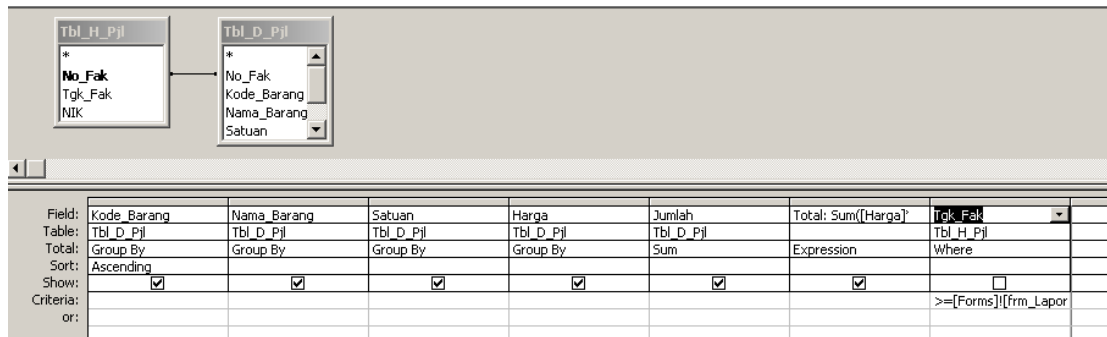 Tbl_H_Pjl
*
No_Fak
Tgk_Fak
NIK
Tbl_D_Pjl
*
No_Fak
Kode_Barang
Nama_Barang
Satuan
Field: Kode_Barang Nama_Barang Satuan Harga Jumlah Total: Sum([Harga]* Tgk_Fak
Table: Tbl_D_Pjl Tbl_D_Pjl Tbl_D_Pjl Tbl_D_Pjl Tbl_D_Pjl Tbl_H_Pjl
Total: Group By Group By Group By Group By Sum Expression Where
Sort: Ascending
Show:
Criteria: >=[Forms]![frm_Lapor
or: